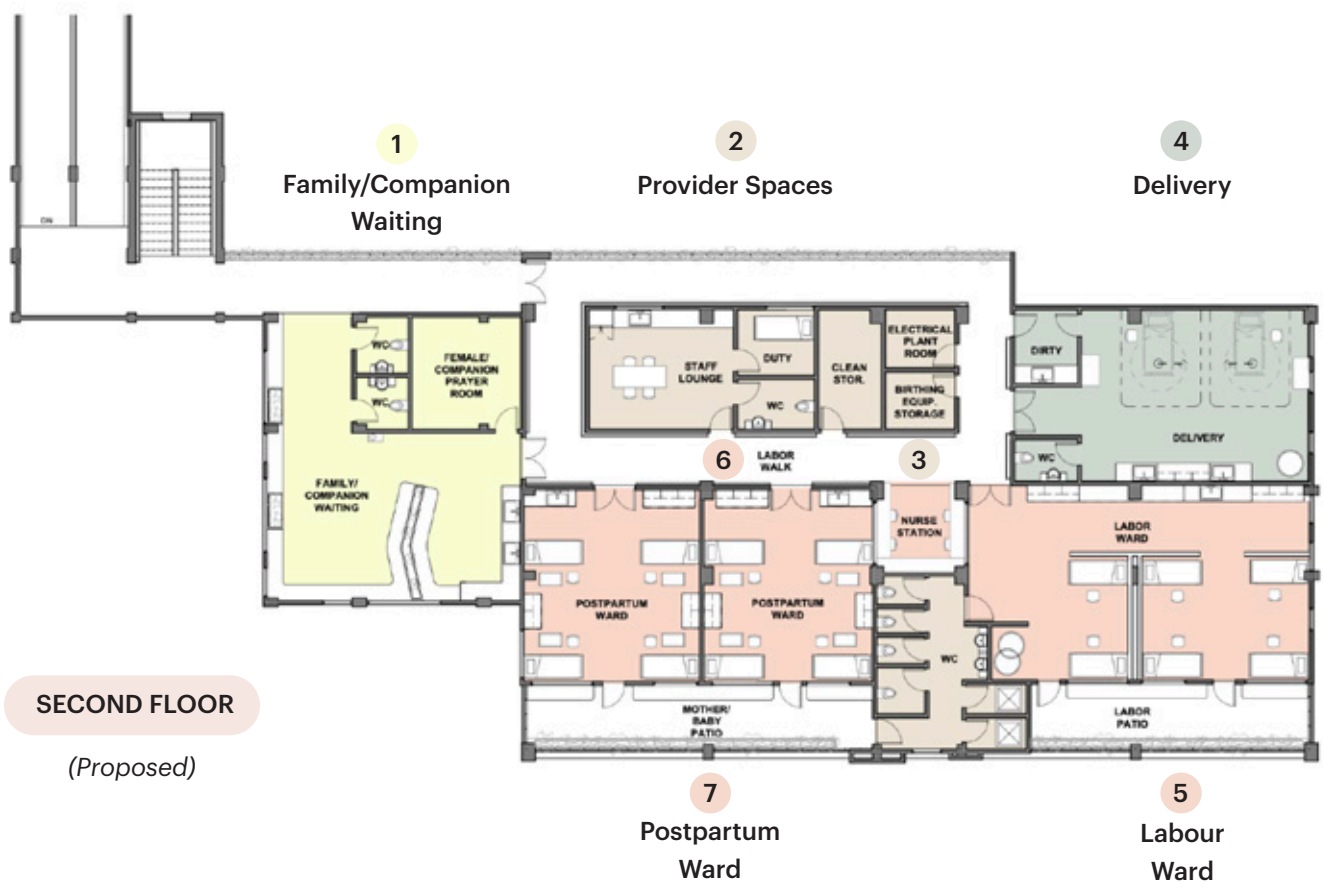 1
Family/Companion
Waiting
2
Provider Spaces
4
Delivery
DN
WC
WC
FEMALE/
COMPANION
PRAYER
ROOM
STAFF
LOUNGE
DUTY
WC
CLEAN
STOR.
ELECTRICAL
PLANT
ROOM
BIRTHING
EQUIP.
STORAGE
DIRTY
WC
DELIVERY
6
LABOR
WALK
3
FAMILY/
COMPANION
WAITING
NURSE
STATION
LABOR
WARD
POSTPARTUM
WARD
POSTPARTUM
WARD
WC
MOTHER/
BABY
PATIO
LABOR
PATIO
SECOND FLOOR
(Proposed)
7
Postpartum
Ward
5
Labour
Ward